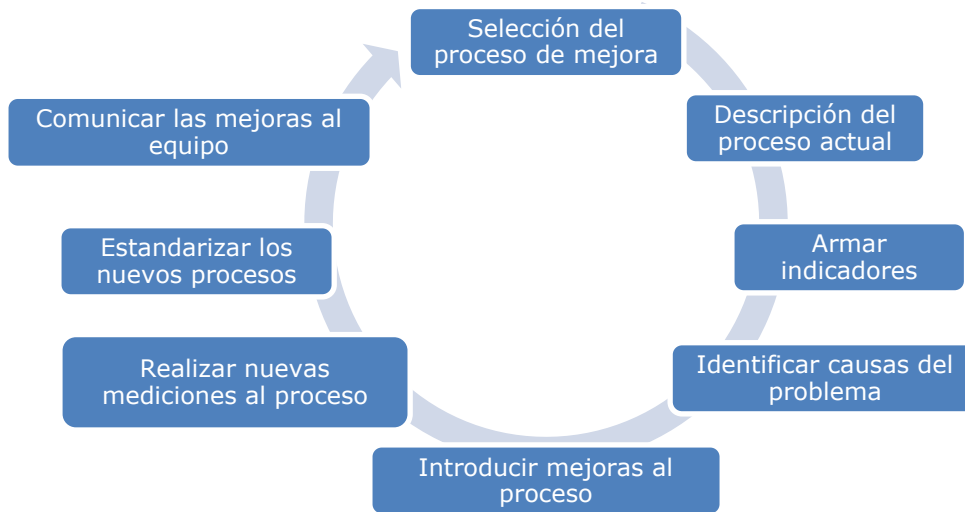 Selección del
proceso de mejora
Descripción del
proceso actual
Armar
indicadores
Identificar causas del
problema
Introducir mejoras al
proceso
Realizar nuevas
mediciones al proceso
Estandarizar los
nuevos procesos
Comunicar las mejoras al
equipo